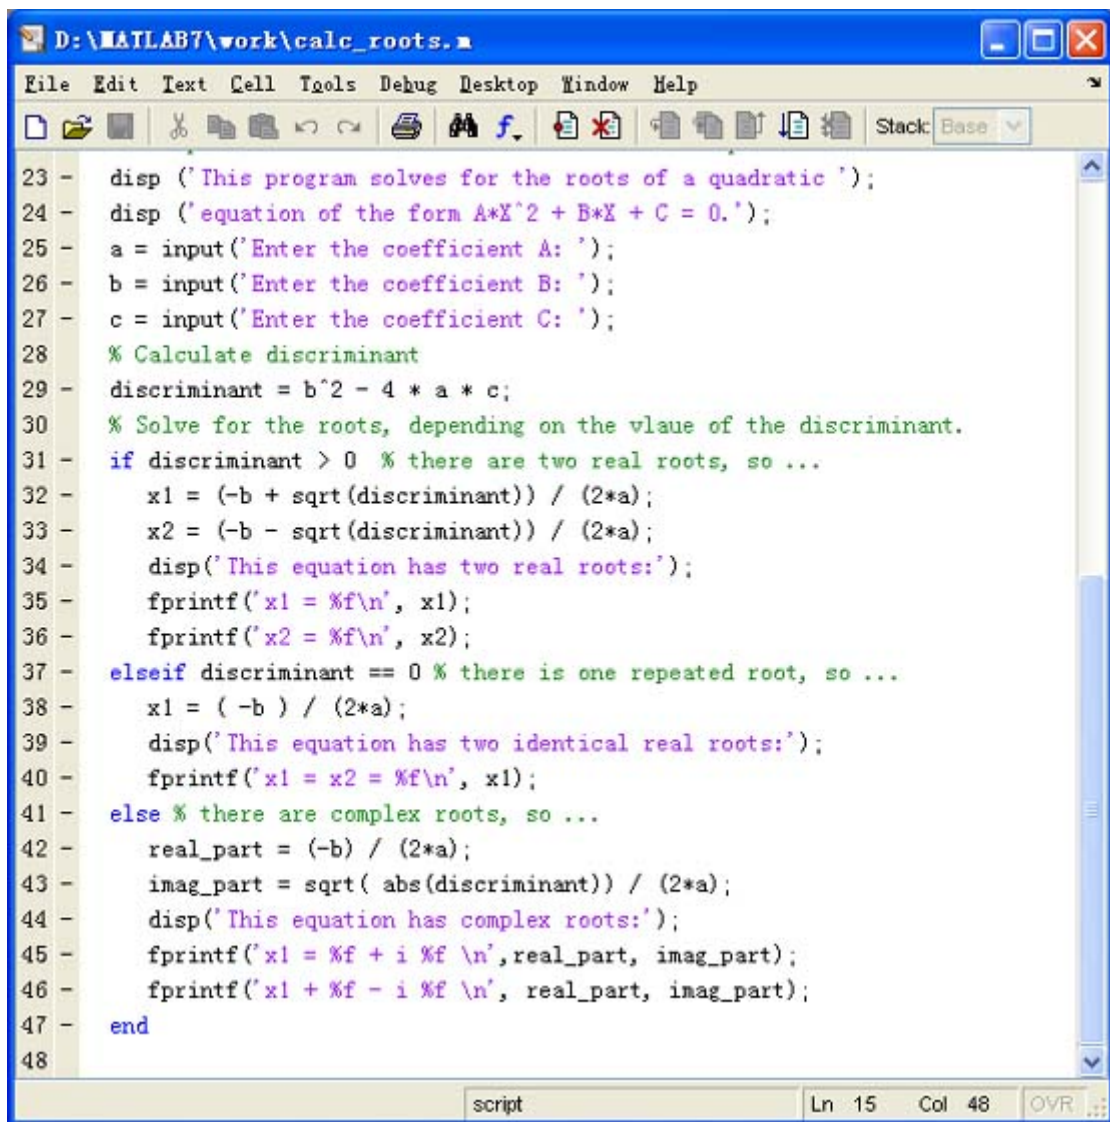 D:\MATLAB7\work\calc_roots.m
File Edit Text Cell Tools Debug Desktop Window Help
Stack: Base
23 - disp ('This program solves for the roots of a quadratic ');
24 - disp ('equation of the form A*X^2 + B*X + C = 0.');
25 - a = input('Enter the coefficient A: ');
26 - b = input('Enter the coefficient B: ');
27 - c = input('Enter the coefficient C: ');
28 % Calculate discriminant
29 - discriminant = b^2 - 4 * a * c;
30 % Solve for the roots, depending on the vlaue of the discriminant.
31 - if discriminant > 0 % there are two real roots, so ...
32 - x1 = (-b + sqrt(discriminant)) / (2*a);
33 - x2 = (-b - sqrt(discriminant)) / (2*a);
34 - disp('This equation has two real roots:');
35 - fprintf('x1 = %f\n', x1);
36 - fprintf('x2 = %f\n', x2);
37 - elseif discriminant == 0 % there is one repeated root, so ...
38 - x1 = ( -b ) / (2*a);
39 - disp('This equation has two identical real roots:');
40 - fprintf('x1 = x2 = %f\n', x1);
41 - else % there are complex roots, so ...
42 - real_part = (-b) / (2*a);
43 - imag_part = sqrt( abs(discriminant)) / (2*a);
44 - disp('This equation has complex roots:');
45 - fprintf('x1 = %f + i %f \n',real_part, imag_part);
46 - fprintf('x1 + %f - i %f \n', real_part, imag_part);
47 - end
48
script Ln 15 Col 48 OVR